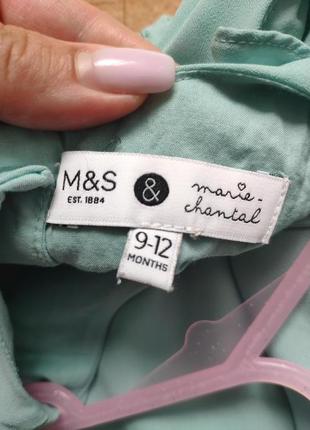 M&S
EST. 1884
&
marie-
chantal
9-12
MONTHS